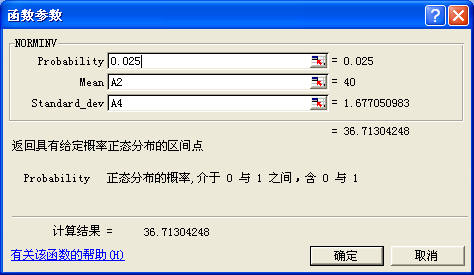 函数参数
NORMINV
Probability 0.025 = 0.025
Mean A2 = 40
Standard_dev A4 = 1.677050983
= 36.71304248
返回具有给定概率正态分布的区间点
Probability 正态分布的概率,介于 0 与 1 之间，含 0 与 1
计算结果 = 36.71304248
有关该函数的帮助(H) 确定 取消